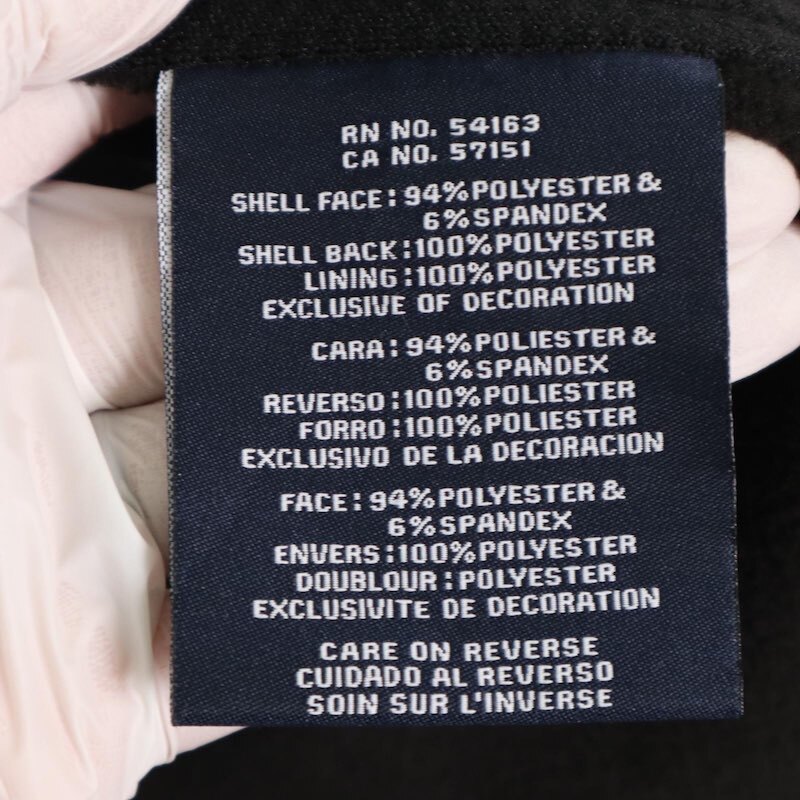 RN NO. 54163
CA NO. 57151
SHELL FACE: 94%POLYESTER &
6%SPANDEX
SHELL BACK:100%POLYESTER
LINING:100%POLYESTER
EXCLUSIVE OF DECORATION
CARA: 94%POLIESTER &
6%SPANDEX
REVERSO:100%POLIESTER
FORRO:100%POLIESTER
EXCLUSIVO DE LA DECORACION
FACE: 94%POLYESTER &
6%SPANDEX
ENVERS:100%POLYESTER
DOUBLOUR:POLYESTER
EXCLUSIVITE DE DECORATION
CARE ON REVERSE
CUIDADO AL REVERSO
SOIN SUR L'INVERSE